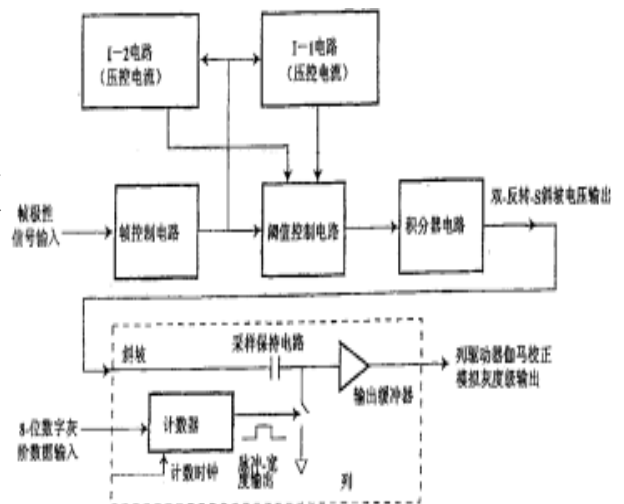 I-2电路
(压控电流)
I-1电路
(压控电流)
帧极性
信号输入
帧控制电路
阈值控制电路
积分器电路
双-反转-S斜坡电压输出
斜坡
采样保持电路
输出缓冲器
列驱动器伽马校正
模拟灰度级输出
8-位数字灰
阶数据输入
计数器
计数时钟
脉冲-宽
度输出
列